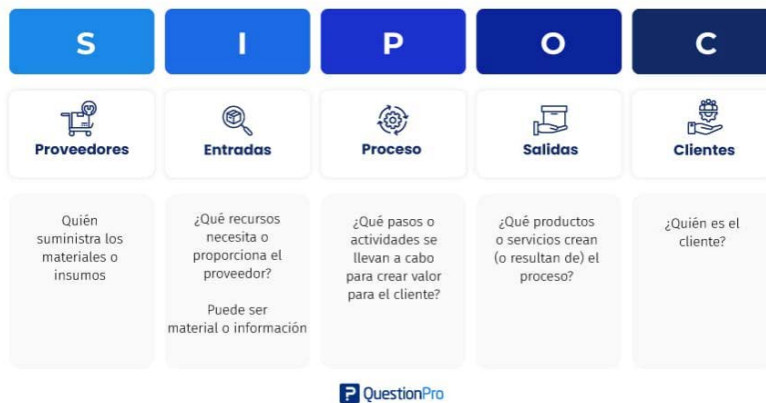 S
I
P
O
C
Proveedores
Entradas
Proceso
Salidas
Clientes
Quién
suministra los
materiales o
insumos
¿Qué recursos
necesita o
proporciona el
proveedor?
Puede ser
material o información
¿Qué pasos o
actividades se
llevan a cabo
para crear valor
para el cliente?
¿Qué productos
o servicios crean
(o resultan de) el
proceso?
¿Quién es el
cliente?
QuestionPro